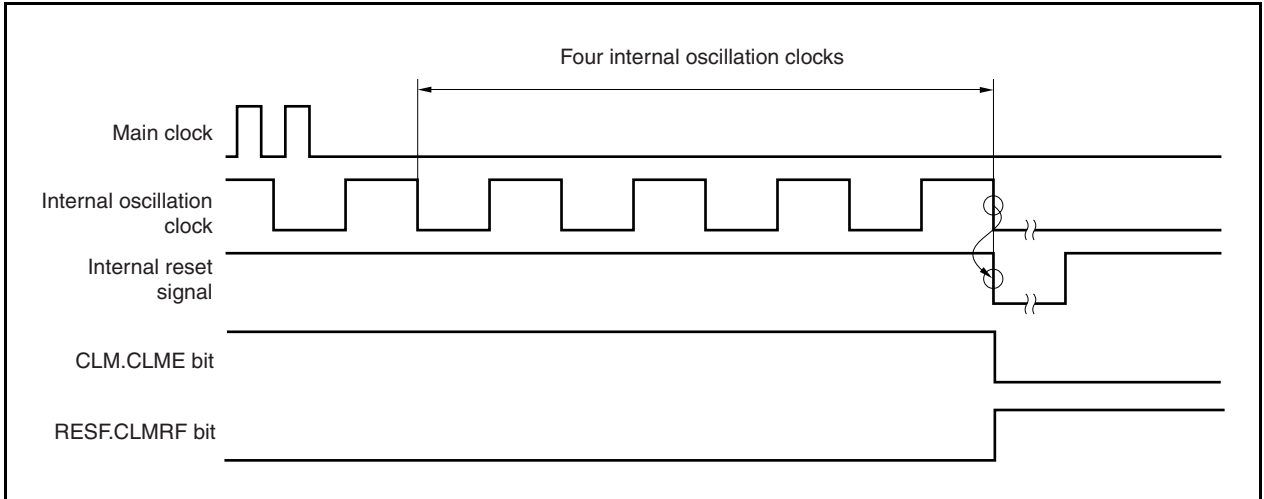 Four internal oscillation clocks
Main clock
Internal oscillation
clock
Internal reset
signal
CLM.CLME bit
RESF.CLMRF bit